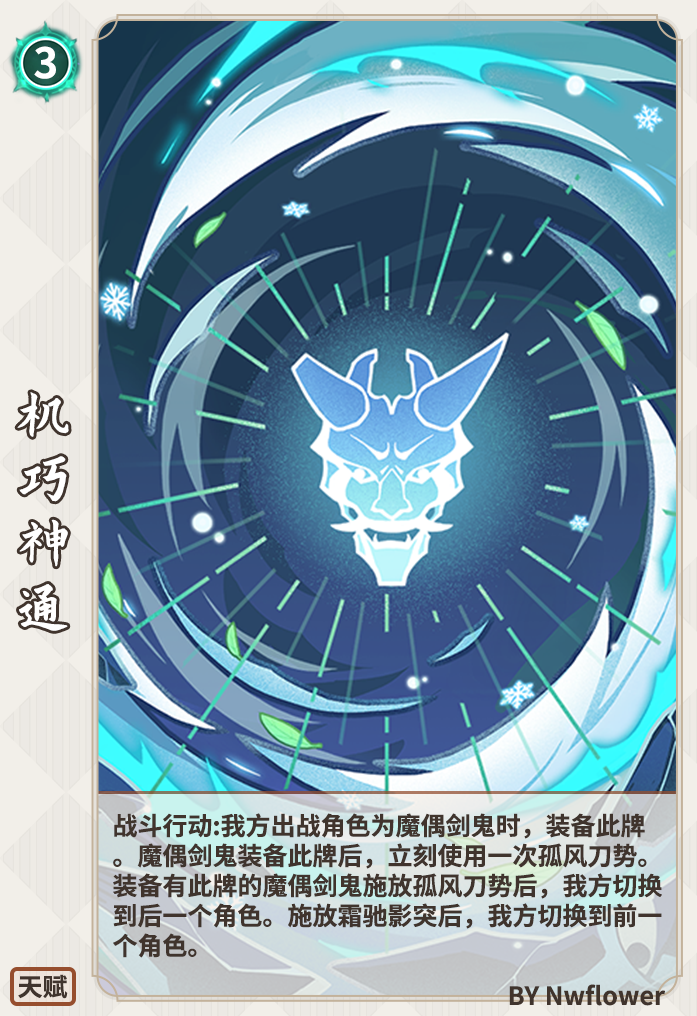 3
机巧神通
战斗行动:我方出战角色为魔偶剑鬼时，装备此牌
。魔偶剑鬼装备此牌后，立刻使用一次孤风刀势。
装备有此牌的魔偶剑鬼施放孤风刀势后，我方切换
到后一个角色。施放霜驰影突后，我方切换到前一
个角色。
天赋
BY Nwflower